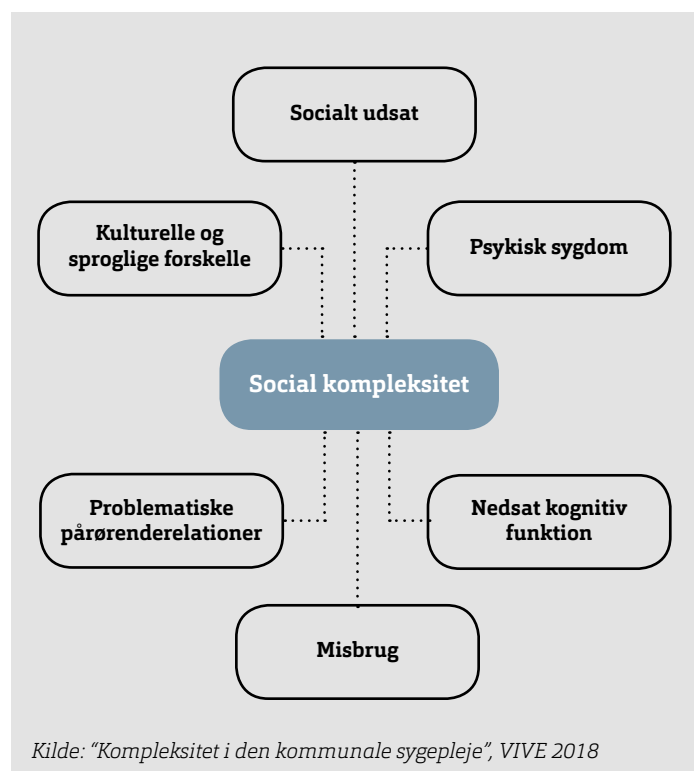 Socialt udsat
Kulturelle og
sproglige forskelle
Psykisk sygdom
Social kompleksitet
Problematiske
pårørenderelationer
Nedsat kognitiv
funktion
Misbrug
Kilde: “Kompleksitet i den kommunale sygepleje”, VIVE 2018